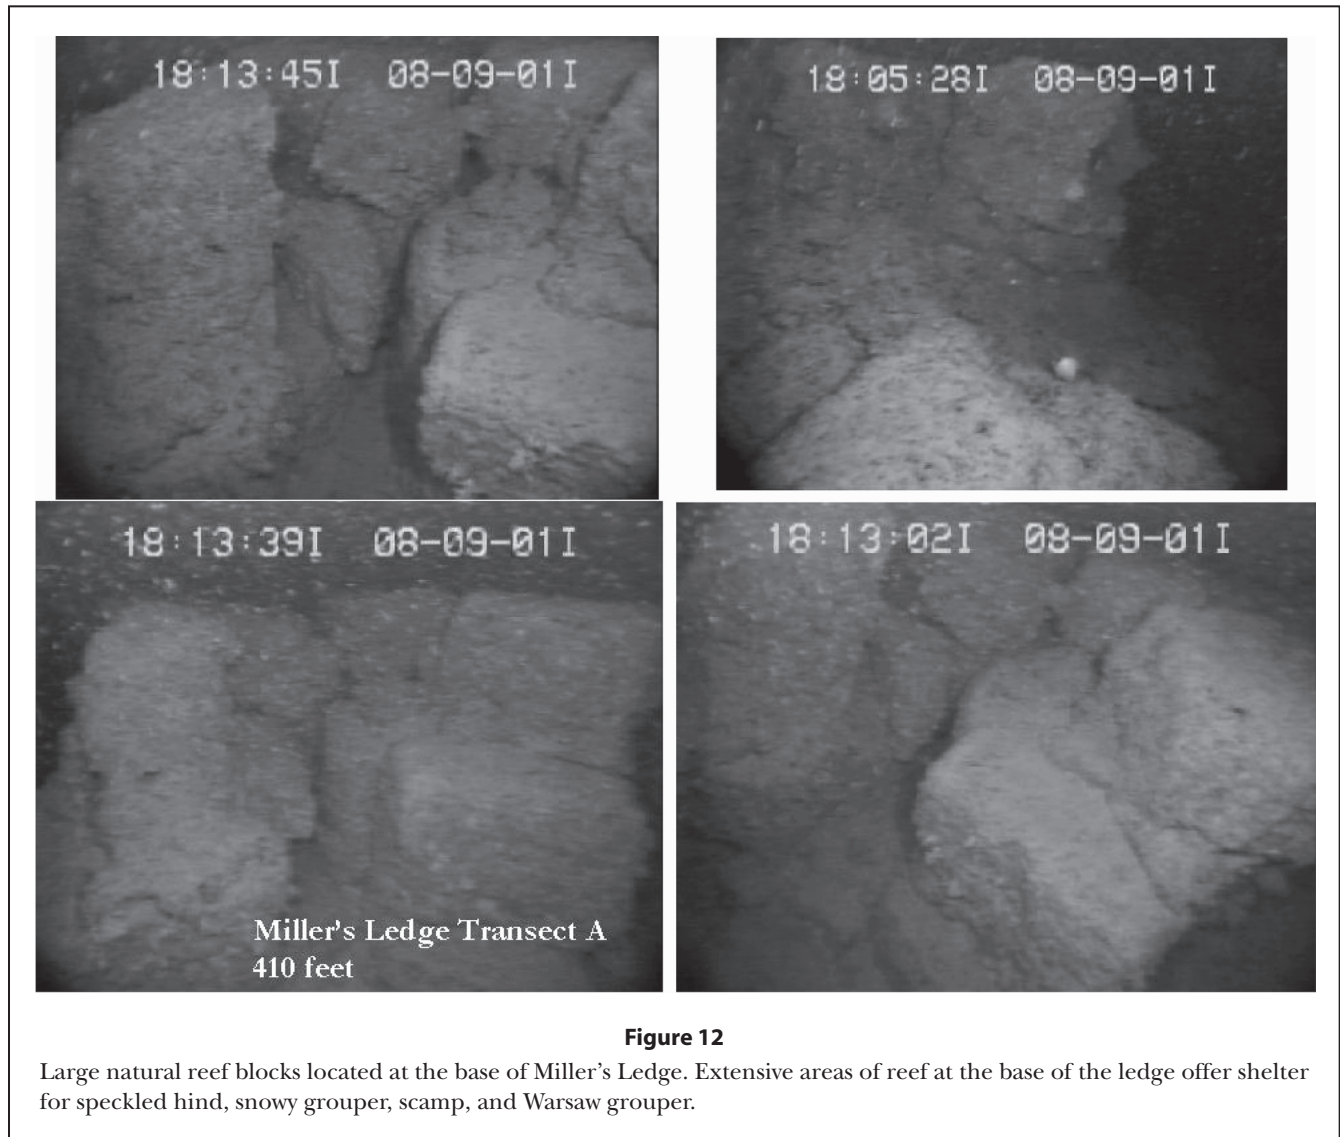 18:13:45I 08-09-01I
18:05:28I 08-09-01I
18:13:39I 08-09-01I
18:13:02I 08-09-01I
Miller's Ledge Transect A
410 feet
Figure 12
Large natural reef blocks located at the base of Miller's Ledge. Extensive areas of reef at the base of the ledge offer shelter
for speckled hind, snowy grouper, scamp, and Warsaw grouper.